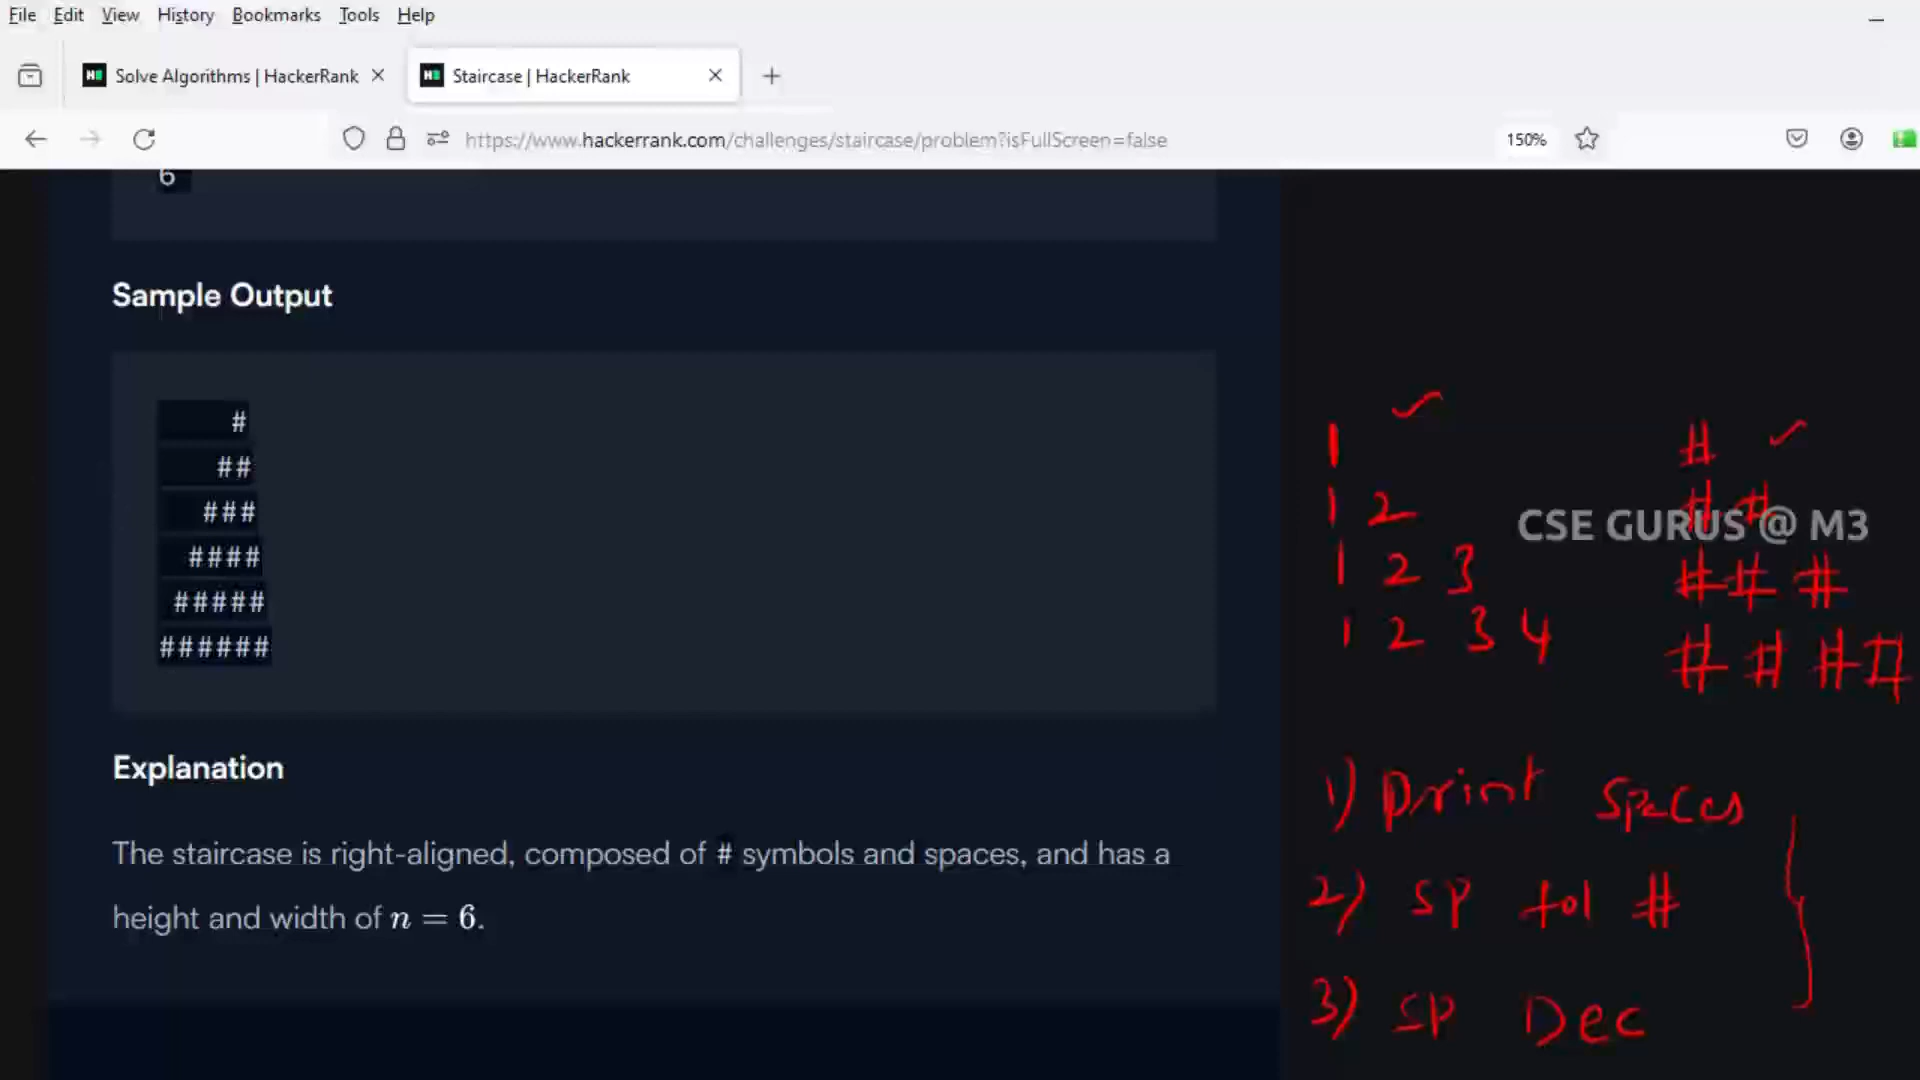 File Edit View History Bookmarks Tools Help
Solve Algorithms | HackerRank
Staircase | HackerRank
https://www.hackerrank.com/challenges/staircase/problem?isFullScreen=false
150%
6
Sample Output
     #
    ##
   ###
  ####
 #####
######
Explanation
The staircase is right-aligned, composed of # symbols and spaces, and has a
height and width of n = 6.
1
1 2
1 2 3
1 2 3 4
#
# #
# # #
# # # #
CSE GURUS @ M3
1) Print Spaces
2) SP fol #
3) SP Dec